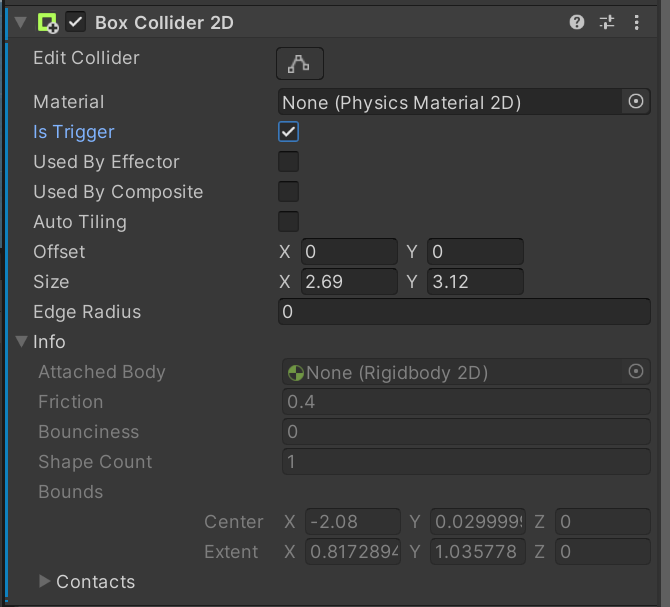 Box Collider 2D
Edit Collider
Material None (Physics Material 2D)
Is Trigger
Used By Effector
Used By Composite
Auto Tiling
Offset X 0 Y 0
Size X 2.69 Y 3.12
Edge Radius 0
Info
Attached Body None (Rigidbody 2D)
Friction 0.4
Bounciness 0
Shape Count 1
Bounds
Center X -2.08 Y 0.0299999 Z 0
Extent X 0.8172894 Y 1.035778 Z 0
Contacts